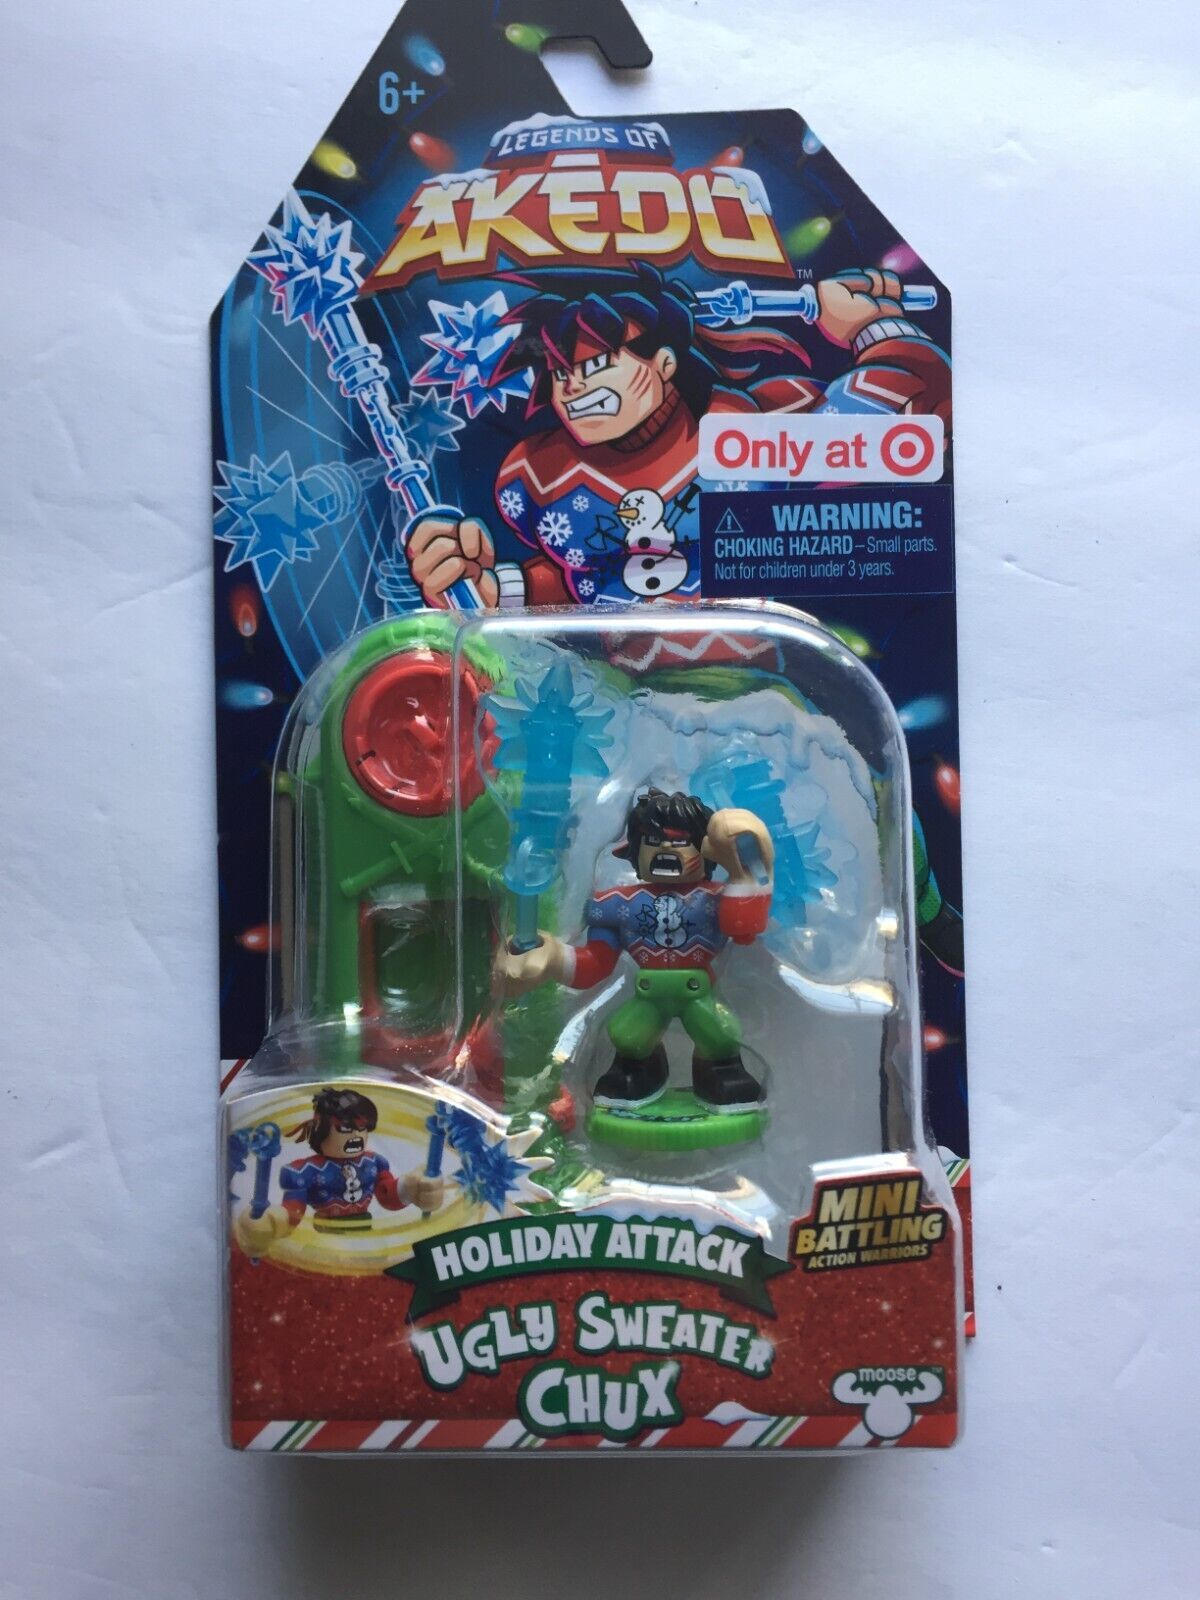 6+
LEGENDS OF
AKEDO
TM
Only at
WARNING:
CHOKING HAZARD – Small parts.
Not for children under 3 years.
MINI
BATTLING
ACTION WARRIORS
HOLIDAY ATTACK
UGLY SWEATER
CHUX
moose TM